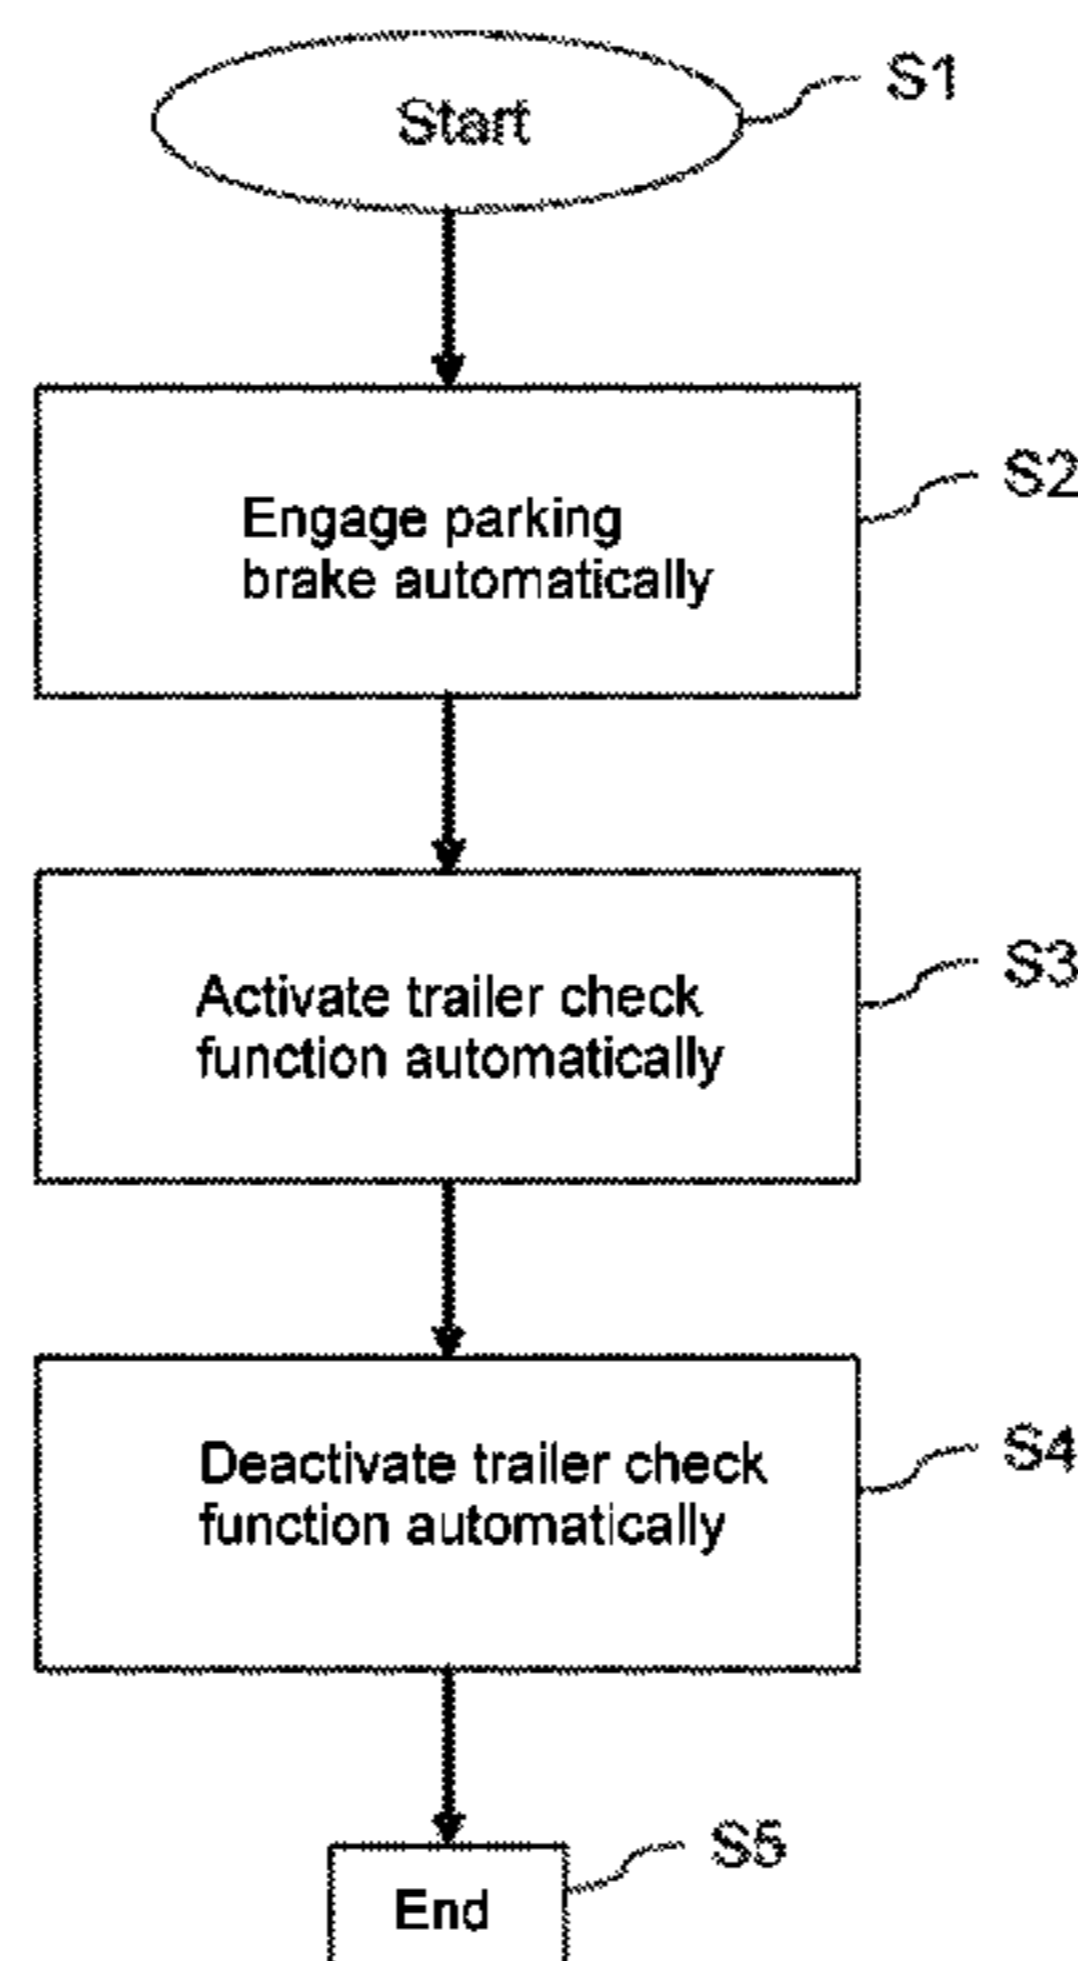 Start
S1
Engage parking
brake automatically
S2
Activate trailer check
function automatically
S3
Deactivate trailer check
function automatically
S4
End
S5